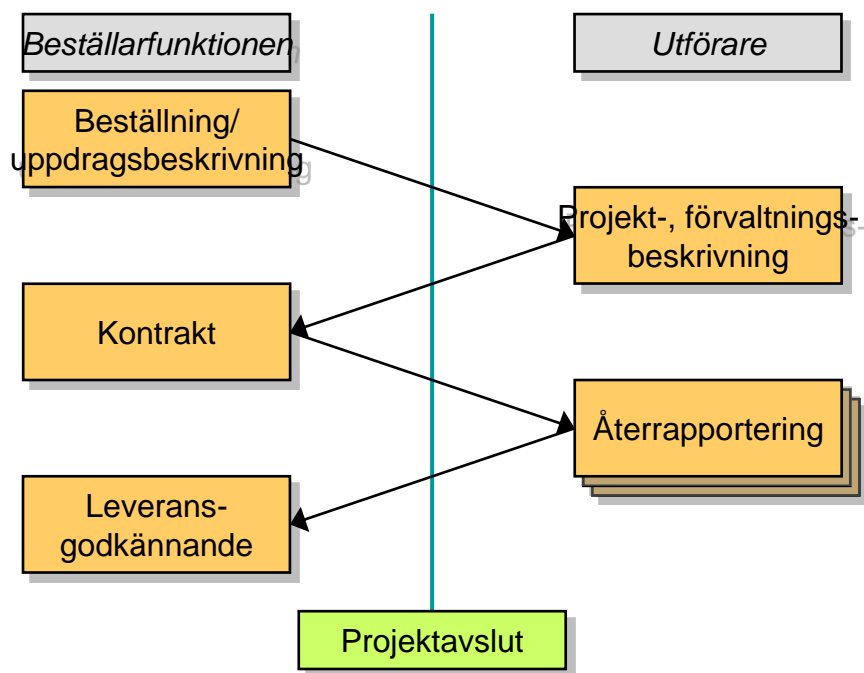 Beställarfunktionen
Utförare
Beställning/
uppdragsbeskrivning
Projekt-, förvaltnings-
beskrivning
Kontrakt
Återrapportering
Leverans-
godkännande
Projektavslut